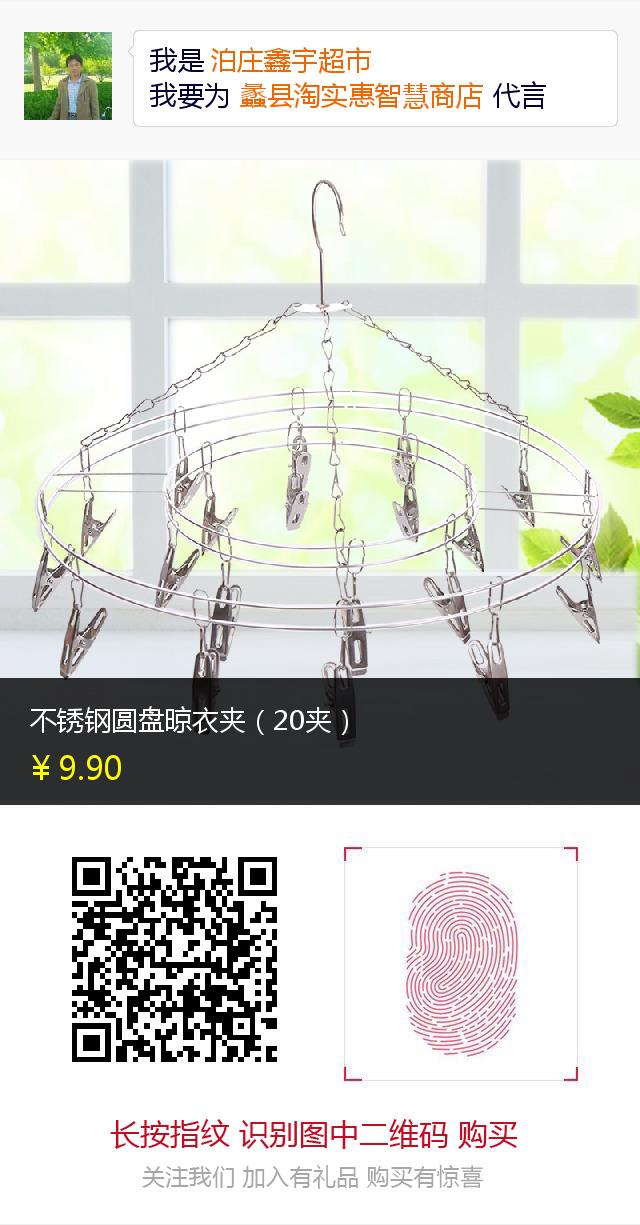 我是 泊庄鑫宇超市
我要为 蠡县淘实惠智慧商店 代言
不锈钢圆盘晾衣夹（20夹）
¥ 9.90
长按指纹 识别图中二维码 购买
关注我们 加入有礼品 购买有惊喜